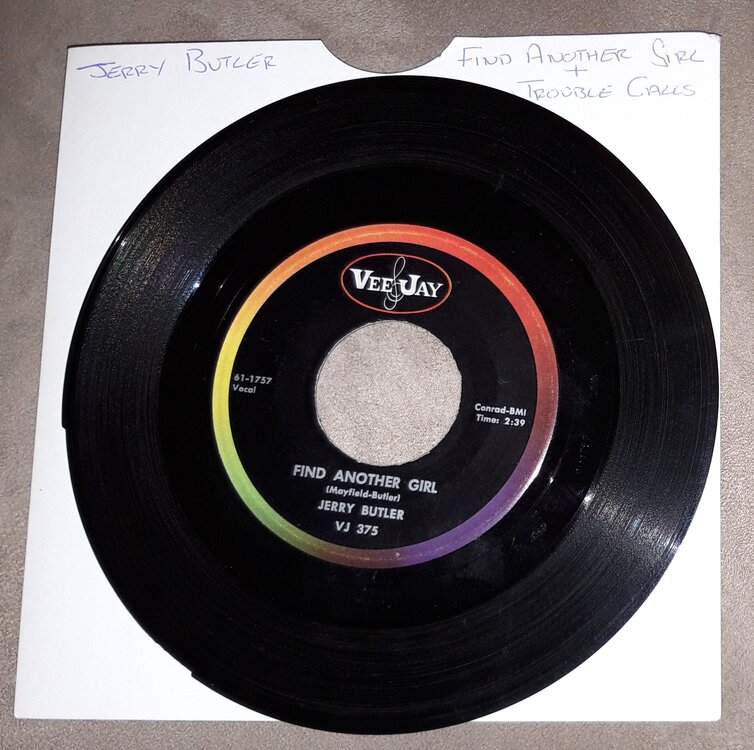 Jerry Butler
Find Another Girl
+
Trouble Calls
VEE JAY
61-1757
Vocal
Conrad-BMI
Time: 2:39
FIND ANOTHER GIRL
(Mayfield-Butler)
JERRY BUTLER
VJ 375